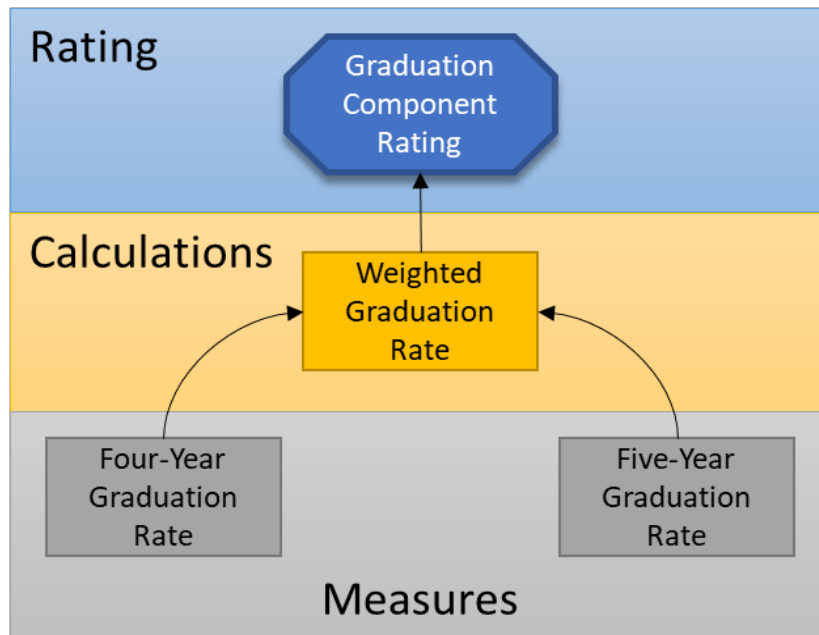 Rating
Graduation
Component
Rating
Calculations
Weighted
Graduation
Rate
Four-Year
Graduation
Rate
Five-Year
Graduation
Rate
Measures